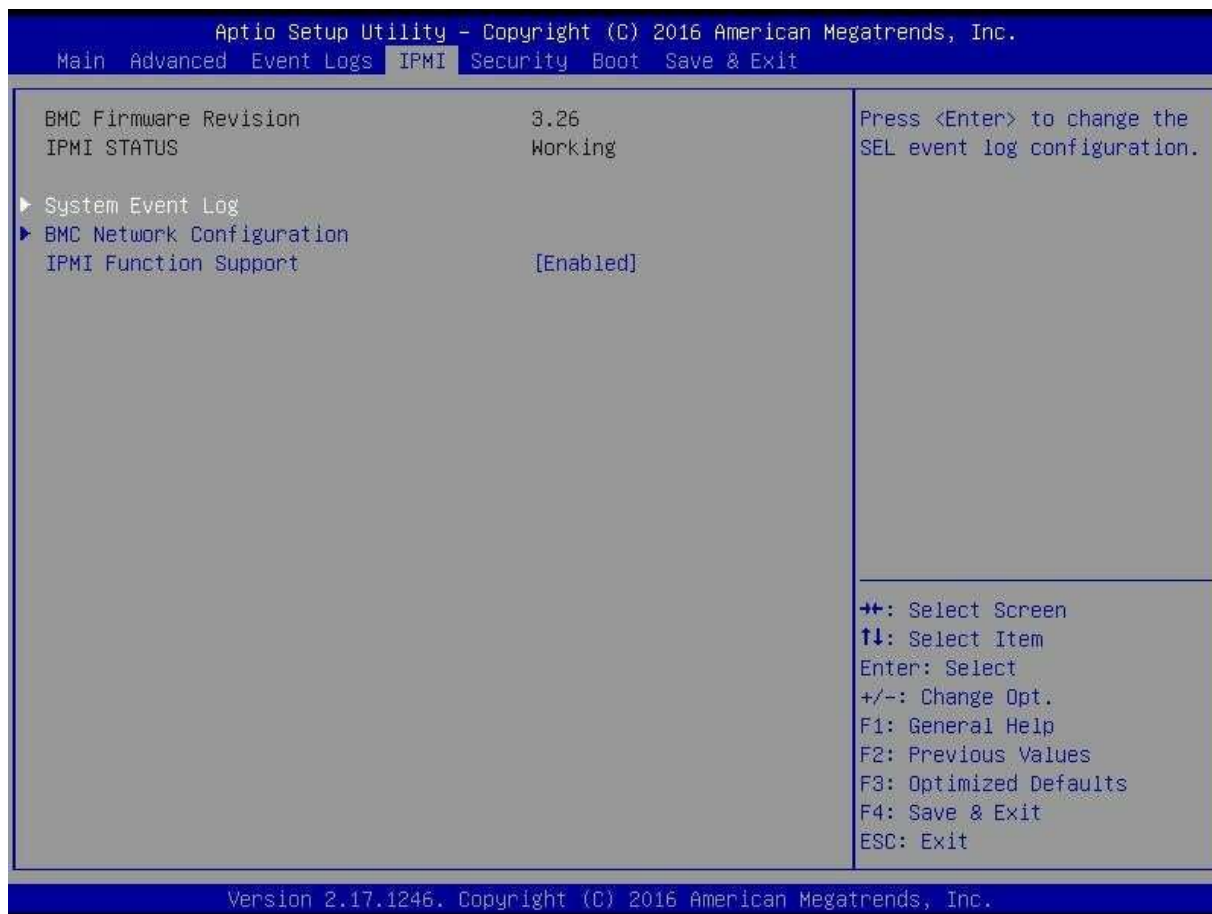 Aptio Setup Utility – Copyright (C) 2016 American Megatrends, Inc.
Main Advanced Event Logs IPMI Security Boot Save & Exit
BMC Firmware Revision 3.26
IPMI STATUS Working
▶ System Event Log
▶ BMC Network Configuration
IPMI Function Support [Enabled]
Press <Enter> to change the
SEL event log configuration.
→←: Select Screen
↑↓: Select Item
Enter: Select
+/-: Change Opt.
F1: General Help
F2: Previous Values
F3: Optimized Defaults
F4: Save & Exit
ESC: Exit
Version 2.17.1246. Copyright (C) 2016 American Megatrends, Inc.